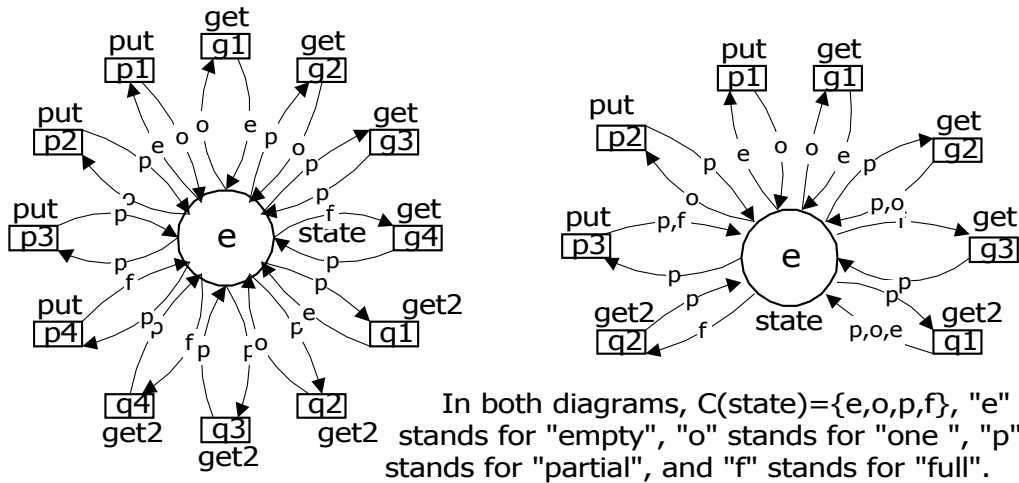 get
g1
put
p1
get
g2
put
p2
get
g3
put
p3
get
g4
put
p4
get2
q1
q4
get2
q3
get2
q2
get2
o
e
e
o
p
o
p
o
p
p
p
p
f
p
f
p
p
e
f
p
p
p
p
o
e
state
put
p1
get
g1
put
p2
get
g2
put
p3
get
g3
get2
q2
get2
q1
e
o
o
e
p
o
p
p,o
p,f
p
p
p
f
p
p,o,e
e
state
In both diagrams, C(state)={e,o,p,f}, "e"
stands for "empty", "o" stands for "one ", "p"
stands for "partial", and "f" stands for "full".